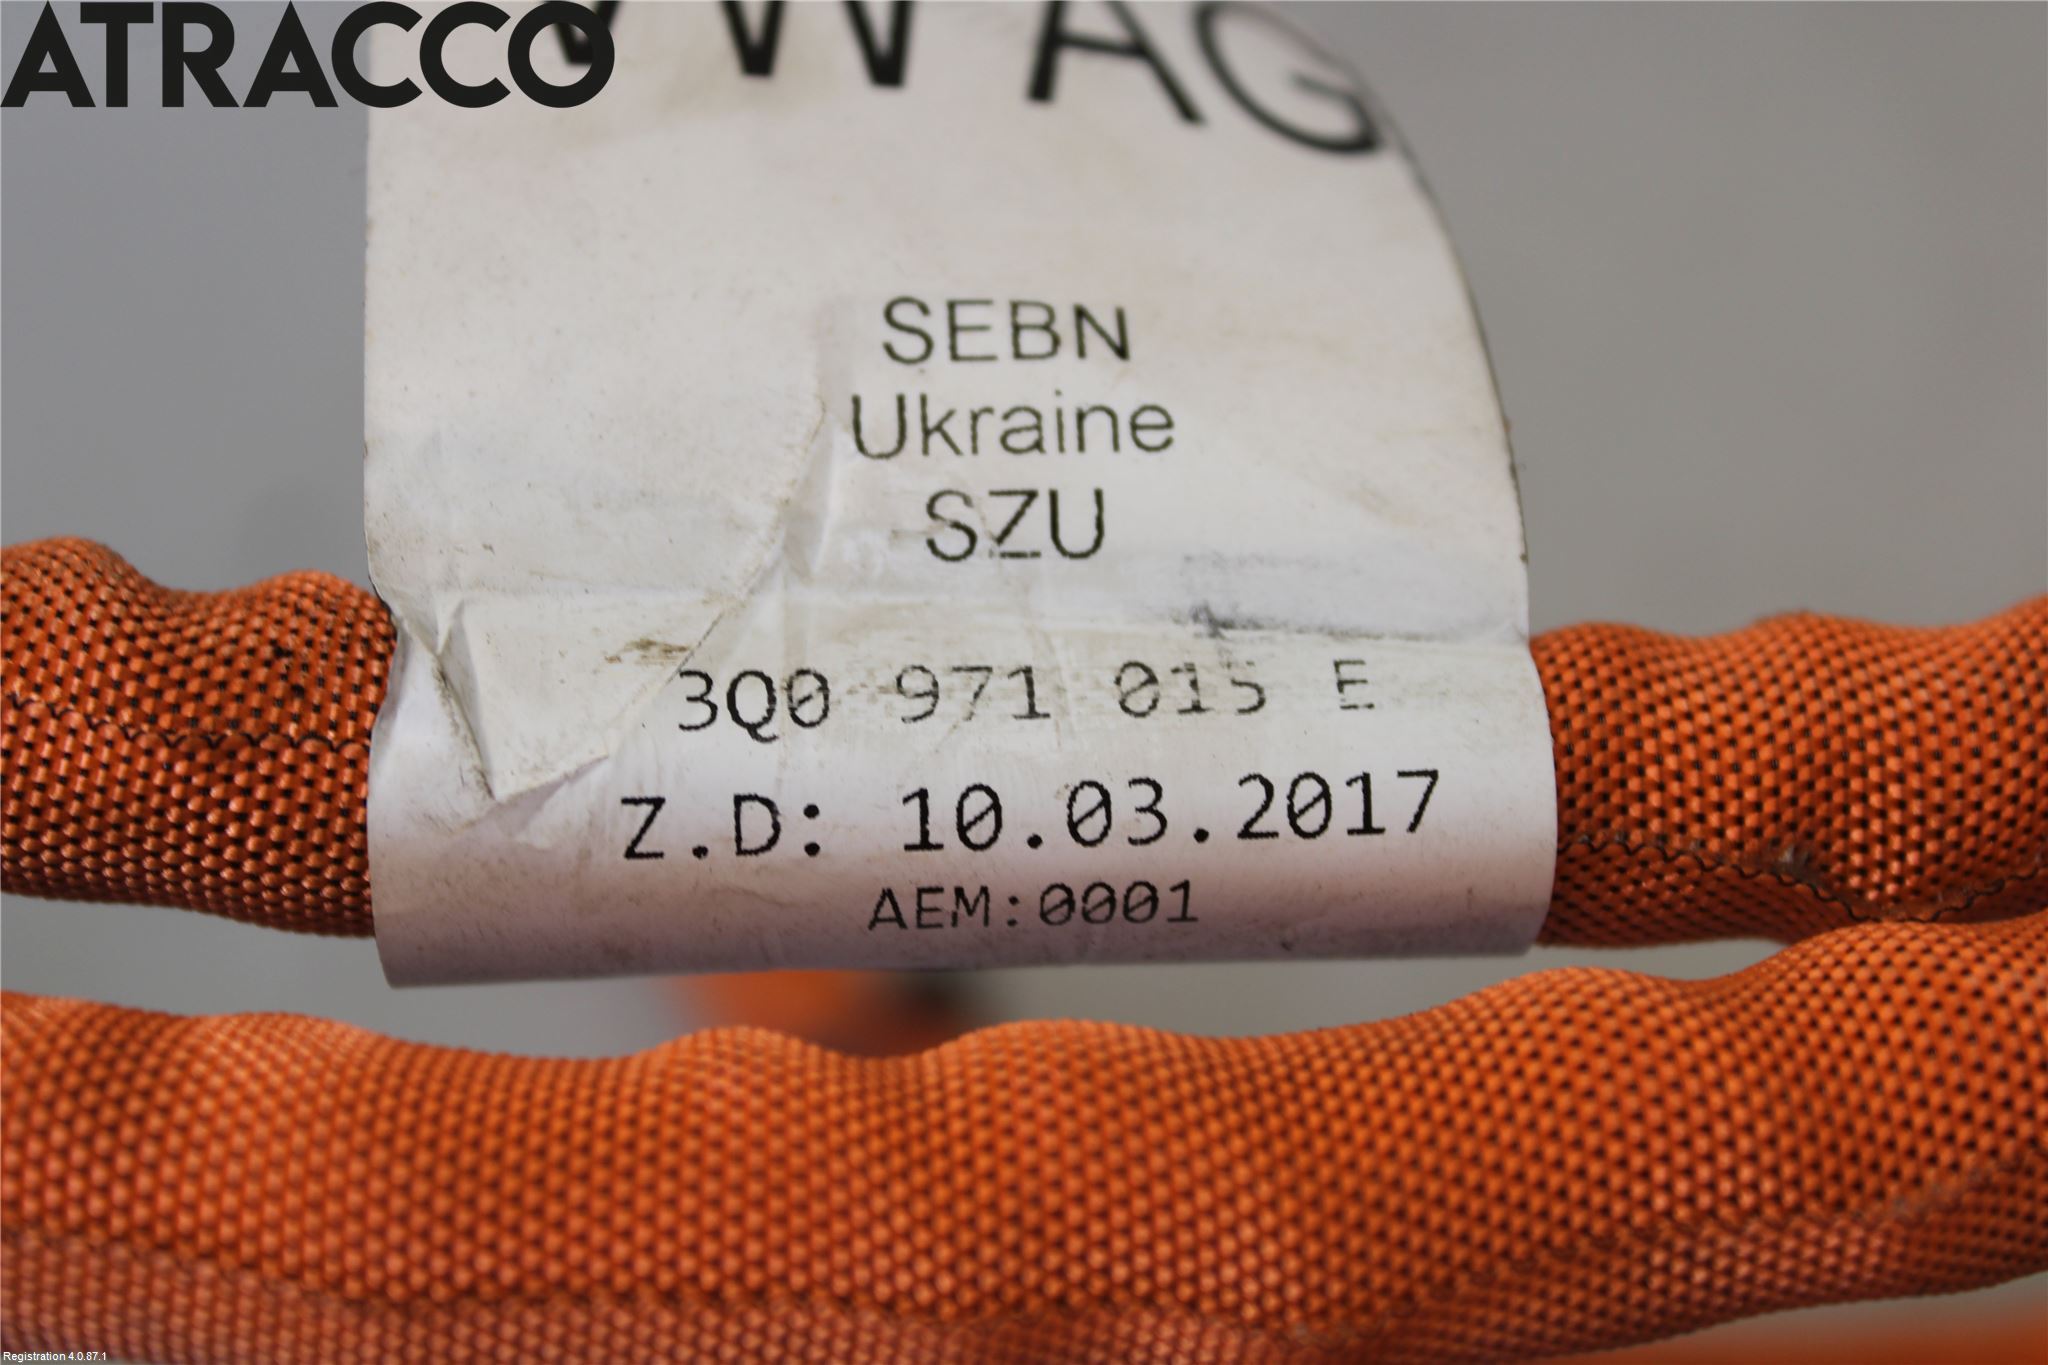 ATRACCO
VW AG
SEBN
Ukraine
SZU
3Q0 971 015 E
Z.D: 10.03.2017
AEM:0001
Registration 4.0.87.1